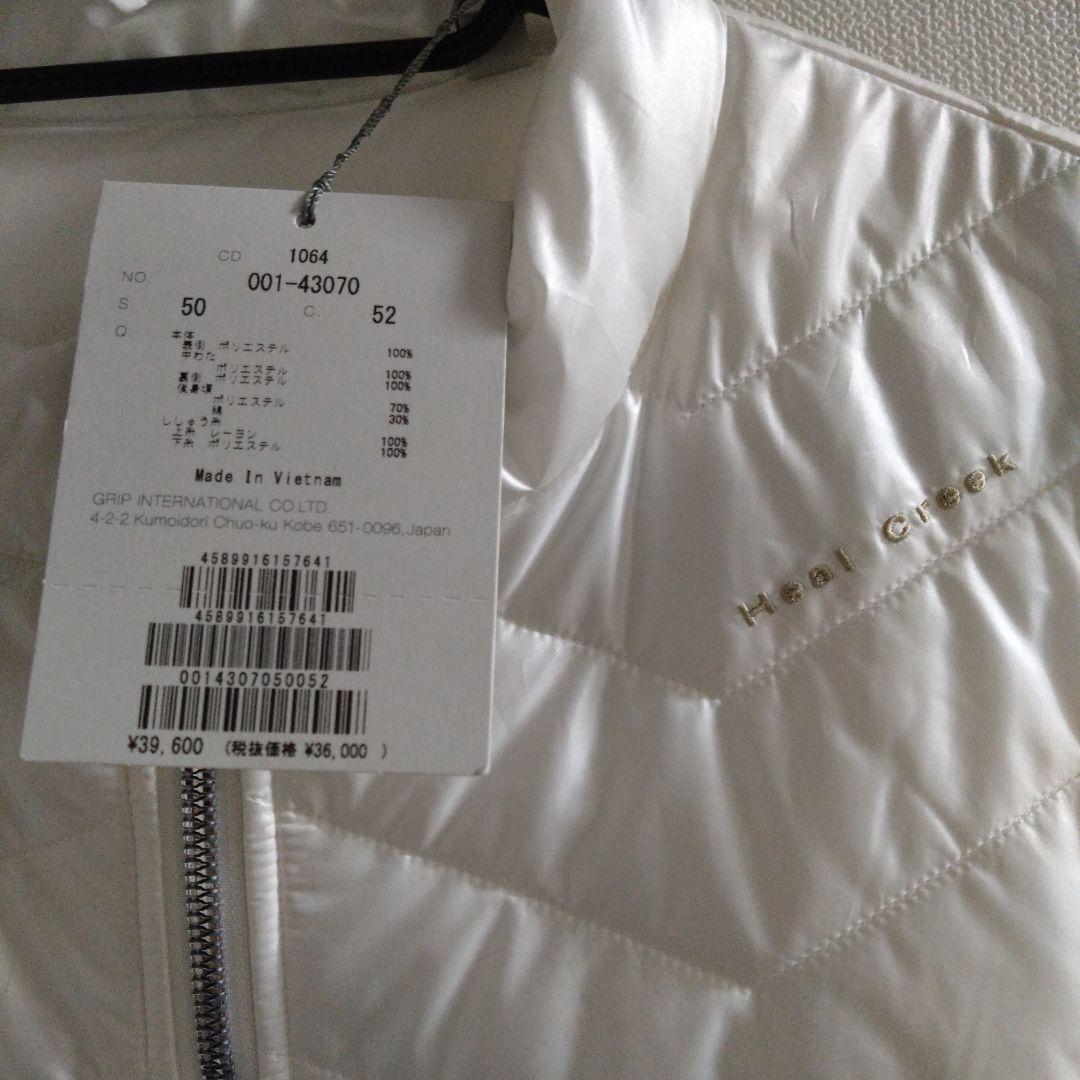 CD 1064
NO. 001-43070
S. 50 C. 52
Q. 本体
表側 ポリエステル 100%
中わた
ポリエステル 100%
裏側 ポリエステル 100%
後身頃
ポリエステル 70%
綿 30%
ししゅう糸
上糸 レーヨン 100%
下糸 ポリエステル 100%
Made In Vietnam
GRIP INTERNATIONAL CO.LTD.
4-2-2 Kumoidori Chuo-ku Kobe 651-0096,Japan
4589916157641
4589916157641
0014307050052
¥39,600 (税抜価格 ¥36,000 )
Heal Creek